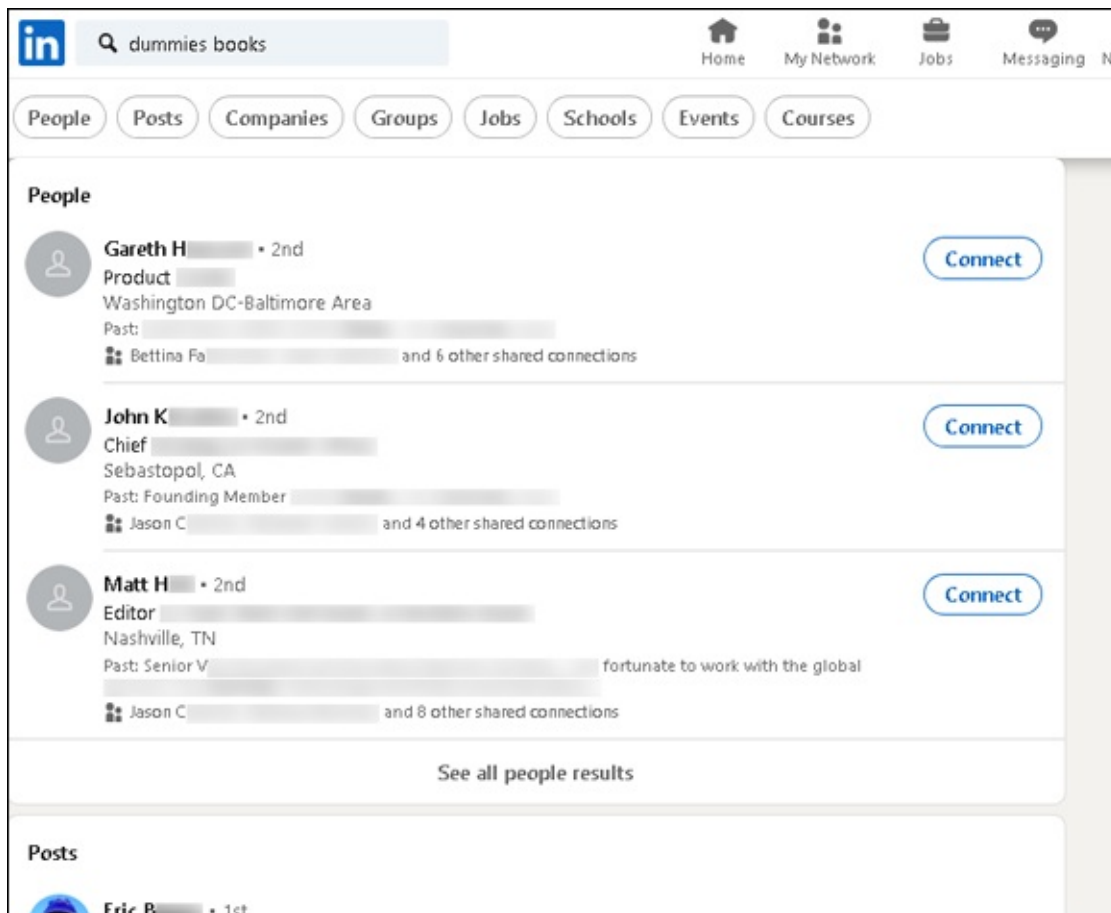 in dummies books
Home My Network Jobs Messaging N
People Posts Companies Groups Jobs Schools Events Courses
People
Gareth H • 2nd
Connect
Product
Washington DC-Baltimore Area
Past:
Bettina Fa and 6 other shared connections
John K • 2nd
Connect
Chief
Sebastopol, CA
Past: Founding Member
Jason C and 4 other shared connections
Matt H • 2nd
Connect
Editor
Nashville, TN
Past: Senior V fortunate to work with the global
Jason C and 8 other shared connections
See all people results
Posts
Eric B • 1st